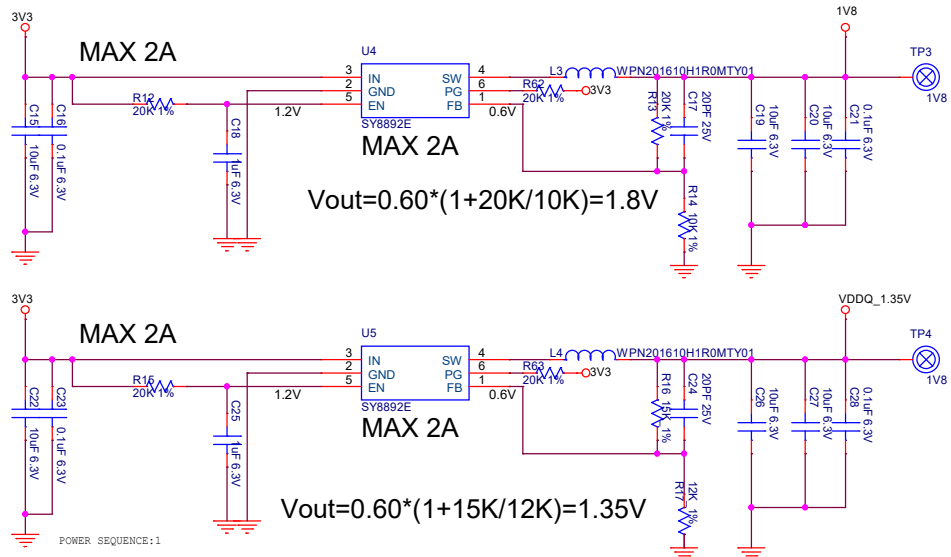 3V3
MAX 2A
U4
1V8
TP3
3 IN SW 4
2 GND PG 6
5 EN FB 1
SY8892E
MAX 2A
1.2V
0.6V
L3 WPN201610H1R0MTY01
R62
20K 1%
3V3
R12
20K 1%
C15
10uF 6.3V
C16
0.1uF 6.3V
C18
1uF 6.3V
R13
20K 1%
C17
20PF 25V
C19
10uF 6.3V
C20
10uF 6.3V
C21
0.1uF 6.3V
1V8
R14
10K 1%
Vout=0.60*(1+20K/10K)=1.8V
3V3
MAX 2A
U5
VDDQ_1.35V
TP4
3 IN SW 4
2 GND PG 6
5 EN FB 1
SY8892E
MAX 2A
1.2V
0.6V
L4 WPN201610H1R0MTY01
R63
20K 1%
3V3
R15
20K 1%
C22
10uF 6.3V
C23
0.1uF 6.3V
C25
1uF 6.3V
R16
15K 1%
C24
20PF 25V
C26
10uF 6.3V
C27
10uF 6.3V
C28
0.1uF 6.3V
1V8
R17
12K 1%
Vout=0.60*(1+15K/12K)=1.35V
POWER SEQUENCE:1